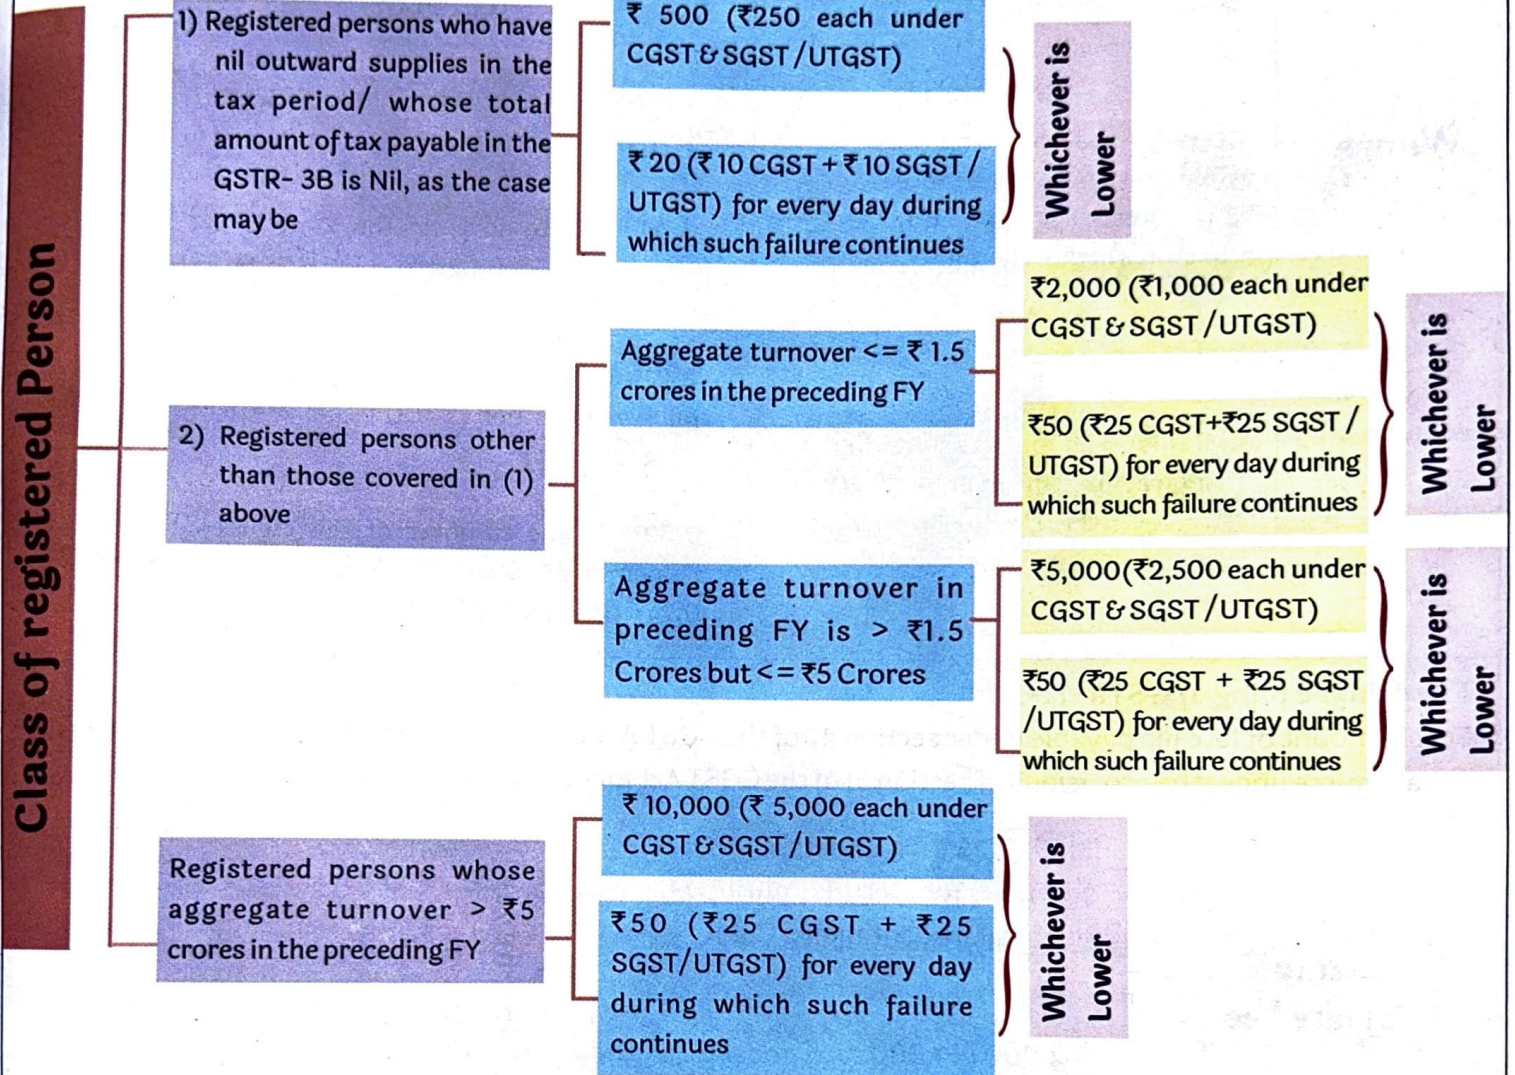 Class of registered Person
1) Registered persons who have
nil outward supplies in the
tax period/ whose total
amount of tax payable in the
GSTR- 3B is Nil, as the case
may be
₹ 500 (₹250 each under
CGST & SGST /UTGST)
₹ 20 (₹ 10 CGST + ₹ 10 SGST /
UTGST) for every day during
which such failure continues
Whichever is
Lower
2) Registered persons other
than those covered in (1)
above
Aggregate turnover <= ₹ 1.5
crores in the preceding FY
₹2,000 (₹1,000 each under
CGST & SGST /UTGST)
₹50 (₹25 CGST+₹25 SGST /
UTGST) for every day during
which such failure continues
Whichever is
Lower
Aggregate turnover in
preceding FY is > ₹1.5
Crores but <= ₹5 Crores
₹5,000(₹2,500 each under
CGST & SGST /UTGST)
₹50 (₹25 CGST + ₹25 SGST
/UTGST) for every day during
which such failure continues
Whichever is
Lower
Registered persons whose
aggregate turnover > ₹5
crores in the preceding FY
₹ 10,000 (₹ 5,000 each under
CGST & SGST /UTGST)
₹50 (₹25 CGST + ₹25
SGST/UTGST) for every day
during which such failure
continues
Whichever is
Lower